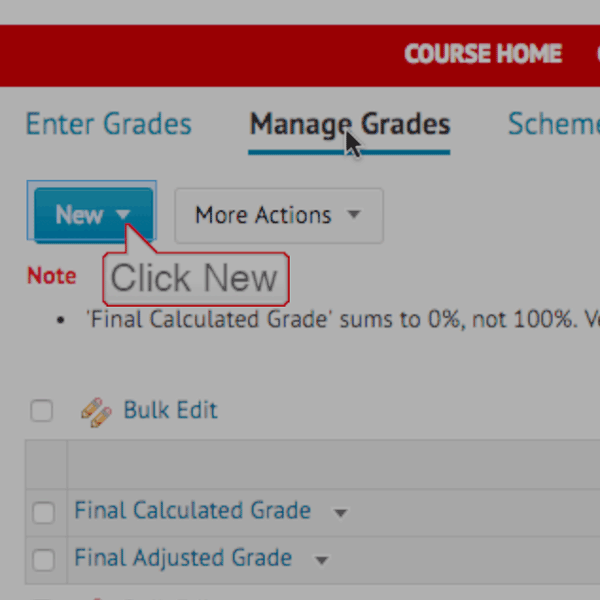 COURSE HOME
Enter Grades Manage Grades
New More Actions
Click New
Note
• 'Final Calculated Grade' sums to 0%, not 100%.
Bulk Edit
Final Calculated Grade
Final Adjusted Grade